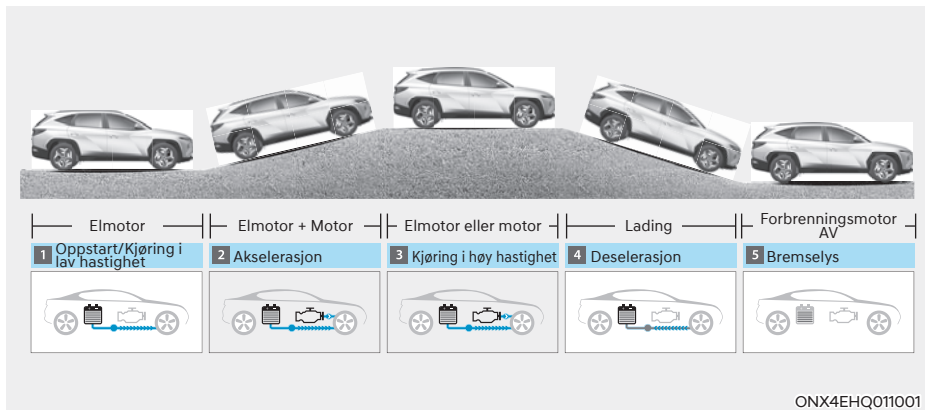 Elmotor
Elmotor + Motor
Elmotor eller motor
Lading
Forbrenningsmotor
AV
1 Oppstart/Kjøring i
lav hastighet
2 Akselerasjon
3 Kjøring i høy hastighet
4 Deselerasjon
5 Bremselys
ONX4EHQ011001